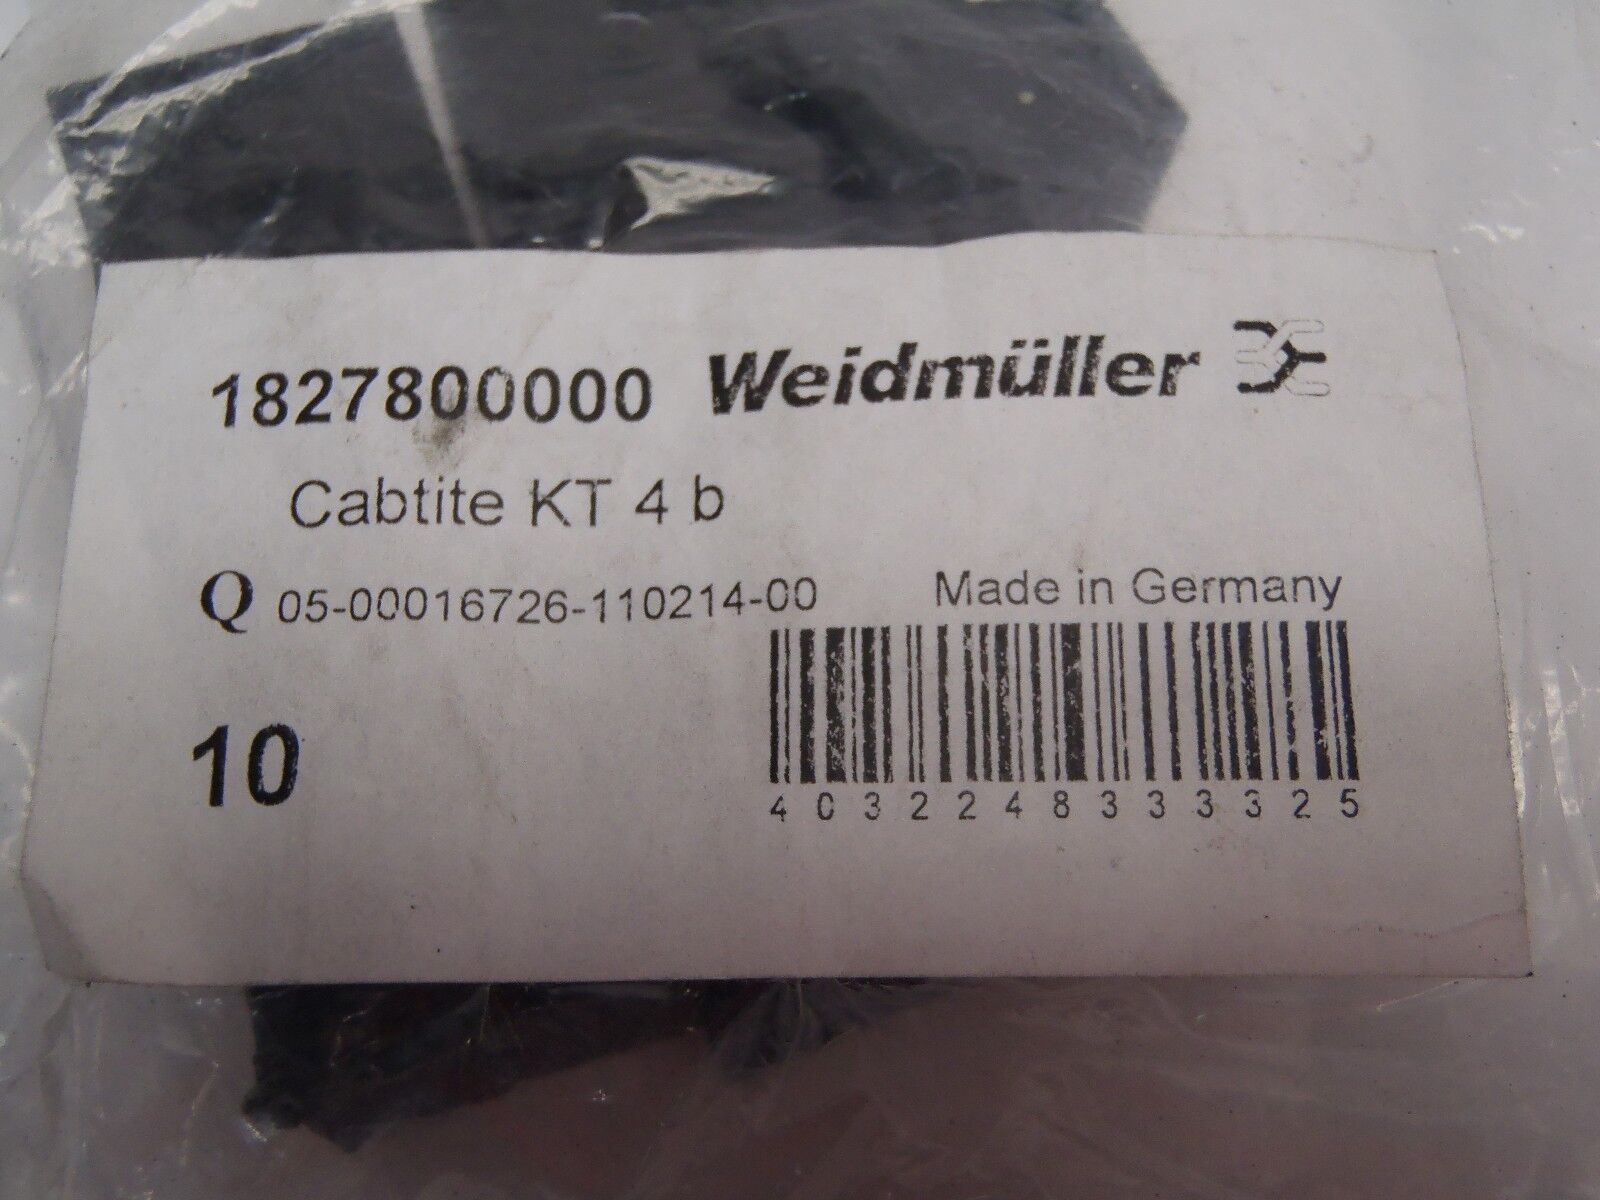 1827800000 Weidmüller
Cabtite KT 4 b
Q 05-00016726-110214-00 Made in Germany
10
4032248333325